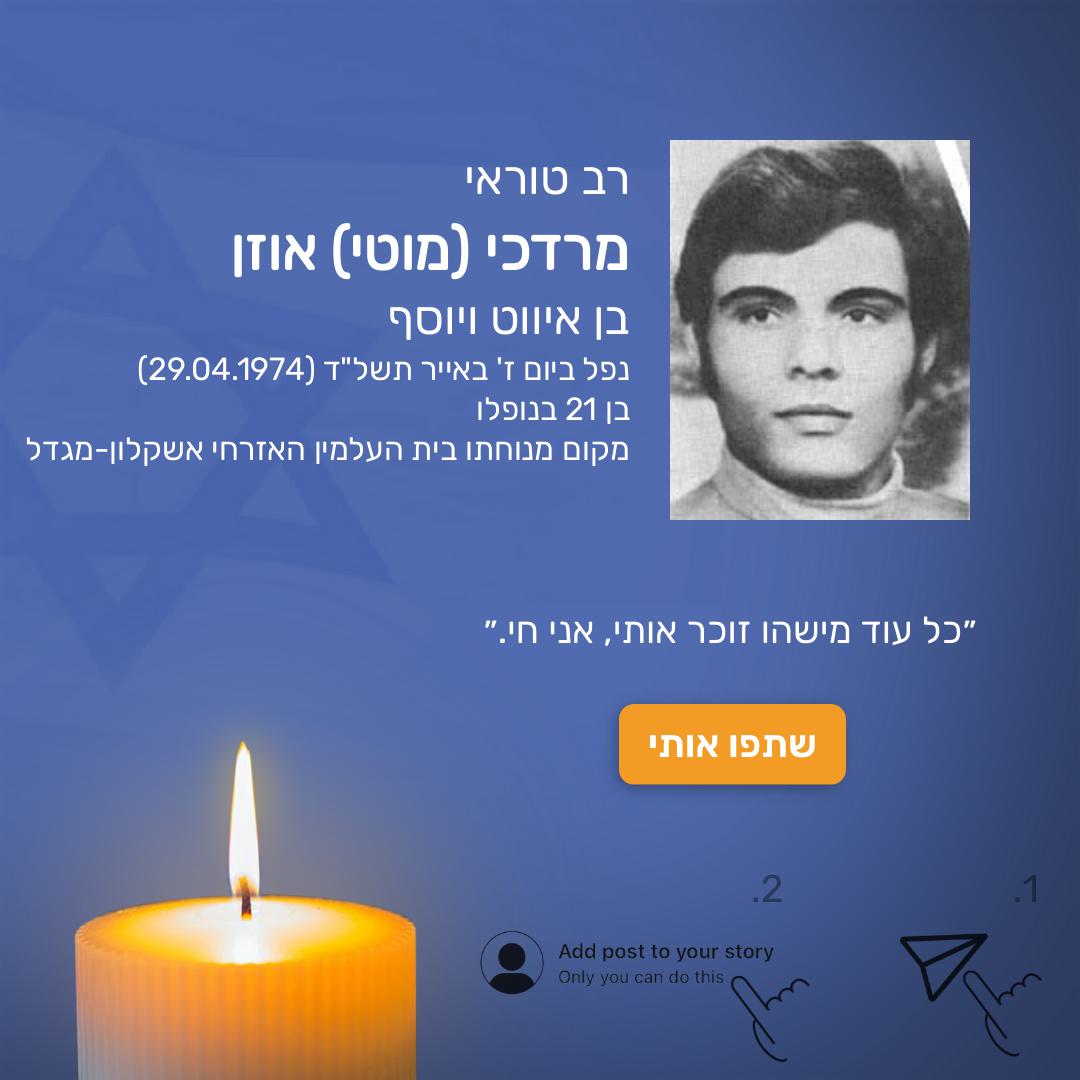 רב טוראי
מרדכי (מוטי) אוזן
בן איווט ויוסף
נפל ביום ז' באייר תשל"ד (29.04.1974)
בן 21 בנופלו
מקום מנוחתו בית העלמין האזרחי אשקלון-מגדל
"כל עוד מישהו זוכר אותי, אני חי."
שתפו אותי
1.
2.
Add post to your story
Only you can do this